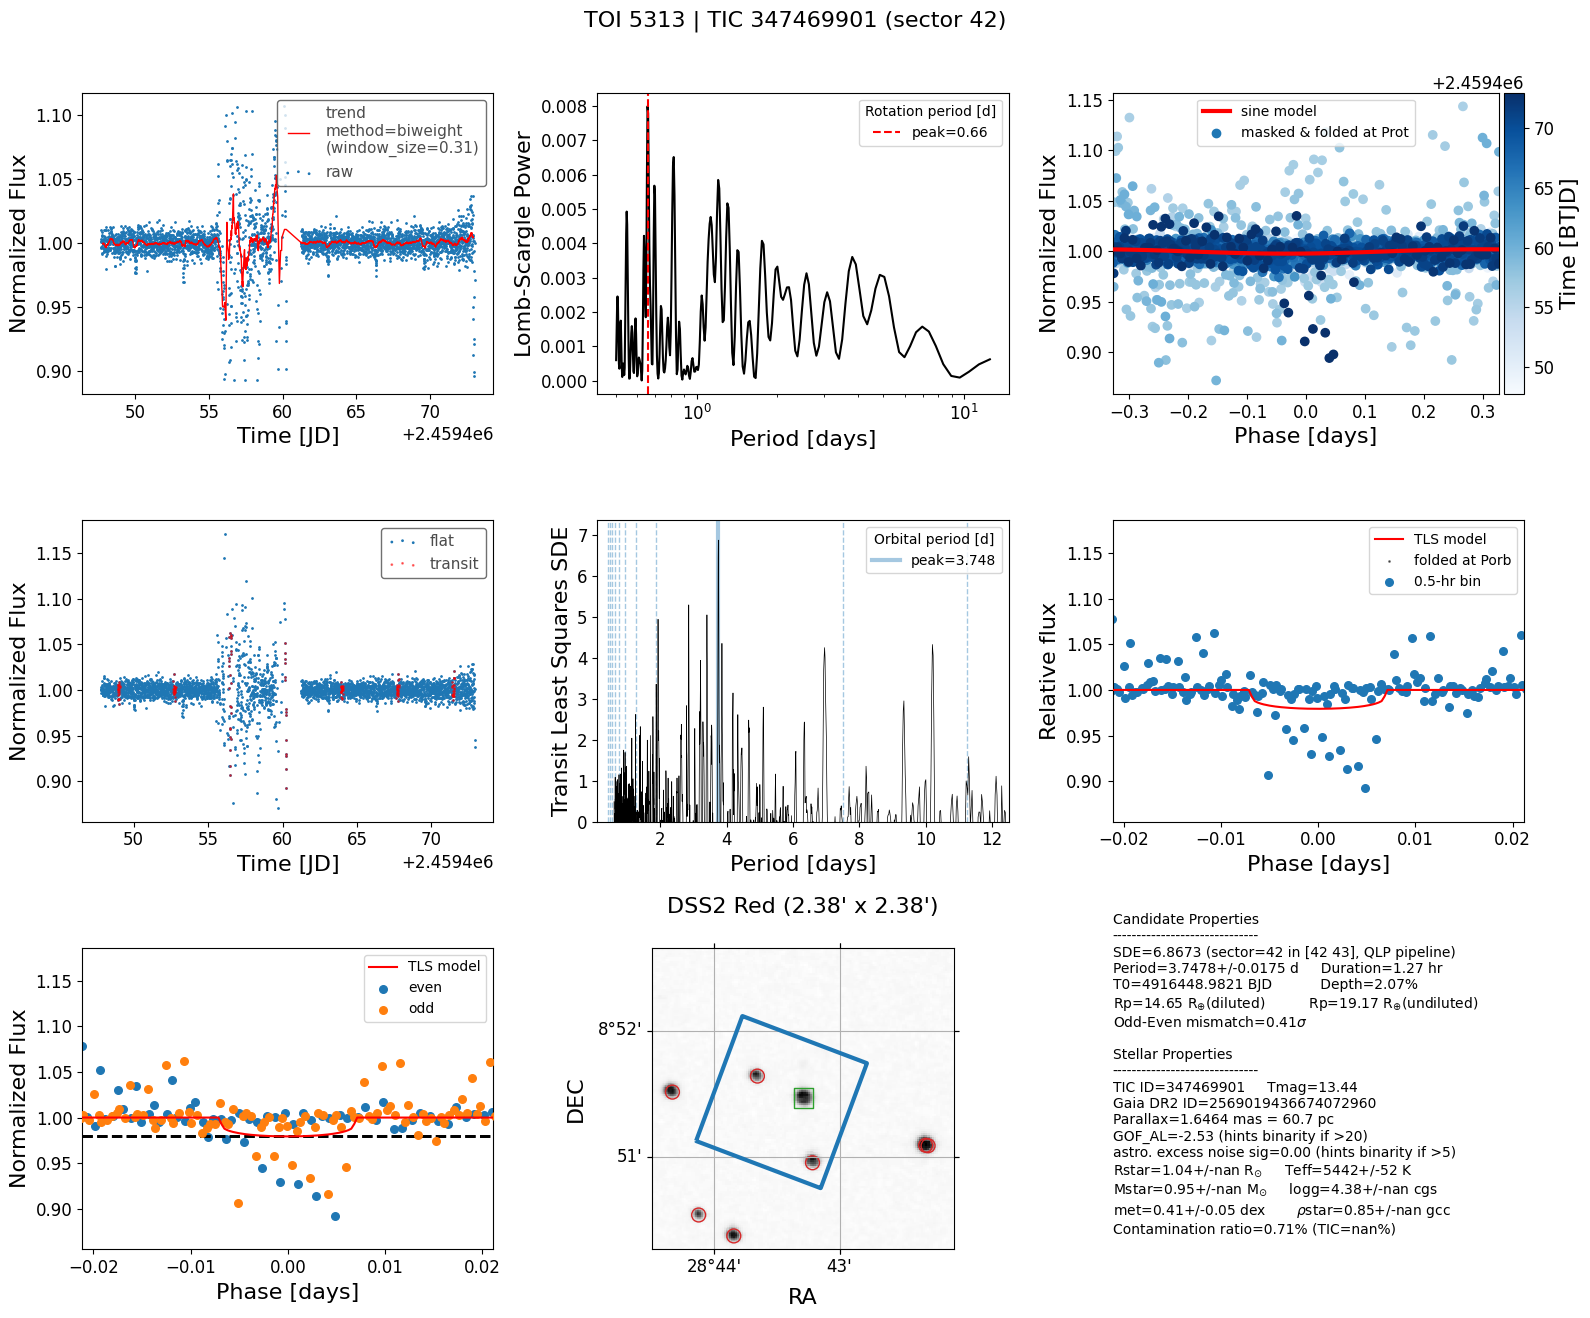 TOI 5313 | TIC 347469901 (sector 42)
Normalized Flux
1.10
1.05
1.00
0.95
0.90
trend
method=biweight
(window_size=0.31)
raw
50
55
60
65
70
Time [JD]
+2.4594e6
Lomb-Scargle Power
0.008
0.007
0.006
0.005
0.004
0.003
0.002
0.001
0.000
Rotation period [d]
peak=0.66
10^0
10^1
Period [days]
Normalized Flux
1.15
1.10
1.05
1.00
0.95
0.90
sine model
masked & folded at Prot
−0.3
−0.2
−0.1
0.0
0.1
0.2
0.3
Phase [days]
+2.4594e6
70
65
60
55
50
Time [BTJD]
Normalized Flux
1.15
1.10
1.05
1.00
0.95
0.90
flat
transit
50
55
60
65
70
Time [JD]
+2.4594e6
Transit Least Squares SDE
7
6
5
4
3
2
1
0
Orbital period [d]
peak=3.748
2
4
6
8
10
12
Period [days]
Relative flux
1.15
1.10
1.05
1.00
0.95
0.90
TLS model
folded at Porb
0.5-hr bin
−0.02
−0.01
0.00
0.01
0.02
Phase [days]
Normalized Flux
1.15
1.10
1.05
1.00
0.95
0.90
TLS model
even
odd
−0.02
−0.01
0.00
0.01
0.02
Phase [days]
DSS2 Red (2.38' x 2.38')
DEC
8°52'
51'
28°44'
43'
RA
Candidate Properties
------------------------------
SDE=6.8673 (sector=42 in [42 43], QLP pipeline)
Period=3.7478+/-0.0175 d Duration=1.27 hr
T0=4916448.9821 BJD Depth=2.07%
Rp=14.65 R⊕(diluted) Rp=19.17 R⊕(undiluted)
Odd-Even mismatch=0.41σ
Stellar Properties
------------------------------
TIC ID=347469901 Tmag=13.44
Gaia DR2 ID=2569019436674072960
Parallax=1.6464 mas = 60.7 pc
GOF_AL=-2.53 (hints binarity if >20)
astro. excess noise sig=0.00 (hints binarity if >5)
Rstar=1.04+/-nan R⊙ Teff=5442+/-52 K
Mstar=0.95+/-nan M⊙ logg=4.38+/-nan cgs
met=0.41+/-0.05 dex ρstar=0.85+/-nan gcc
Contamination ratio=0.71% (TIC=nan%)